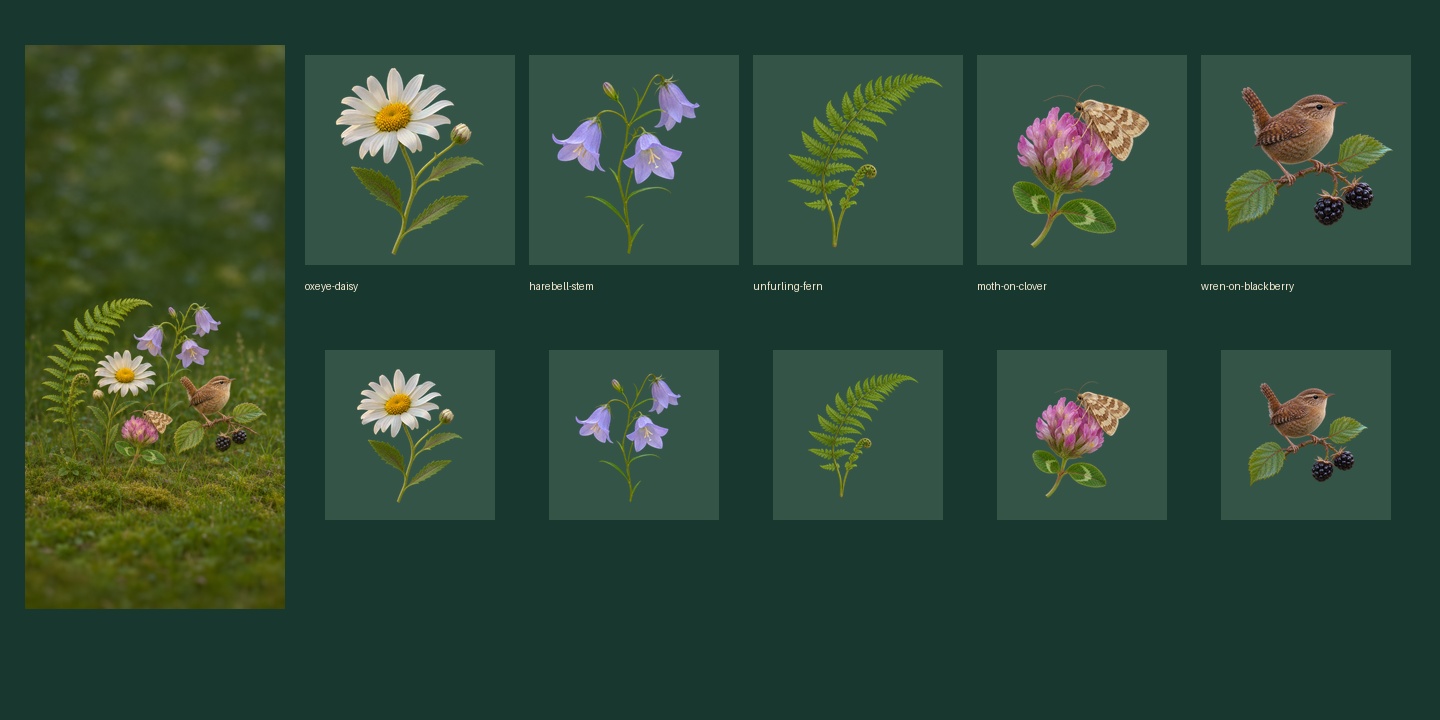 oxeye-daisy
harebell-stem
unfurling-fern
moth-on-clover
wren-on-blackberry